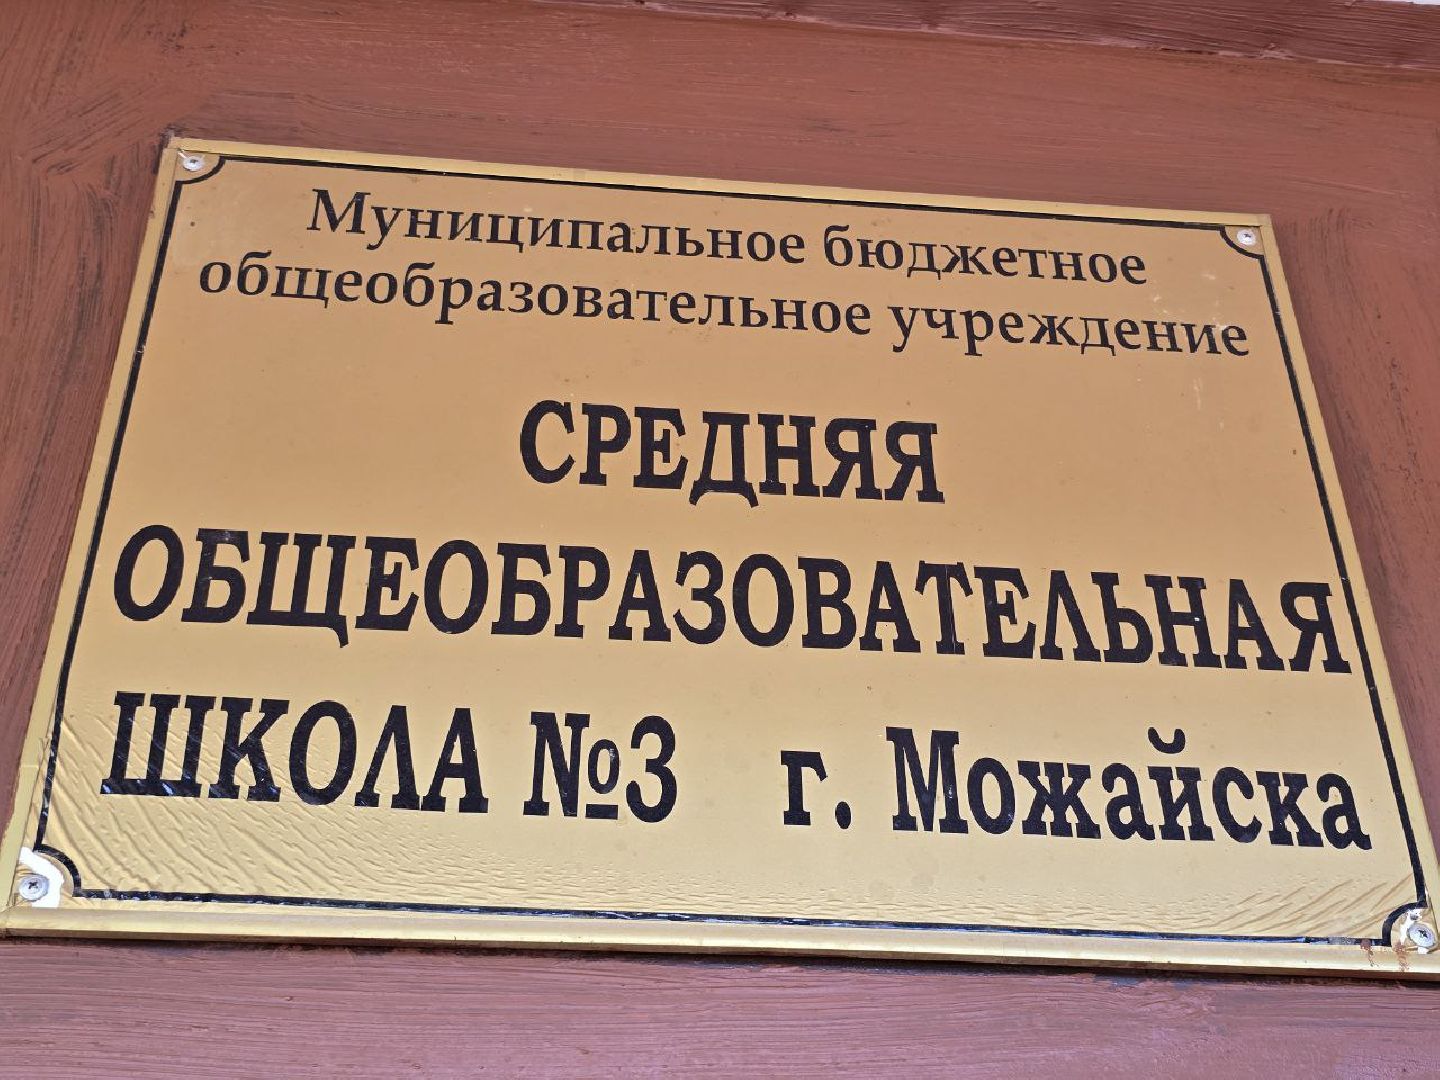 Муниципальное бюджетное
общеобразовательное учреждение
СРЕДНЯЯ
ОБЩЕОБРАЗОВАТЕЛЬНАЯ
ШКОЛА №3 г. Можайска